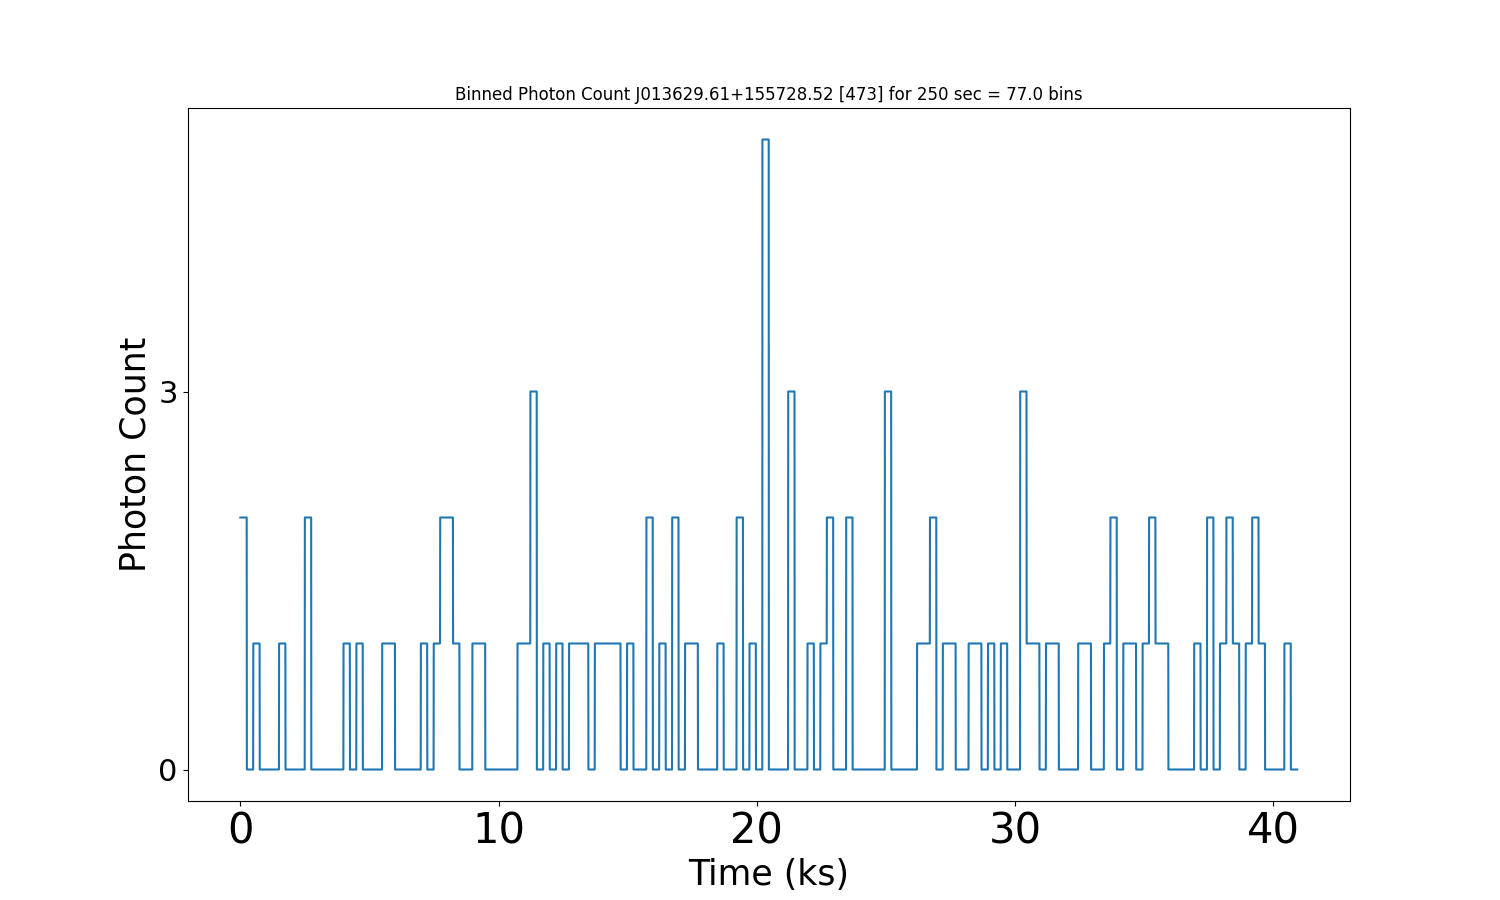 Binned Photon Count J013629.61+155728.52 [473] for 250 sec = 77.0 bins
Photon Count
3
0
0 10 20 30 40
Time (ks)